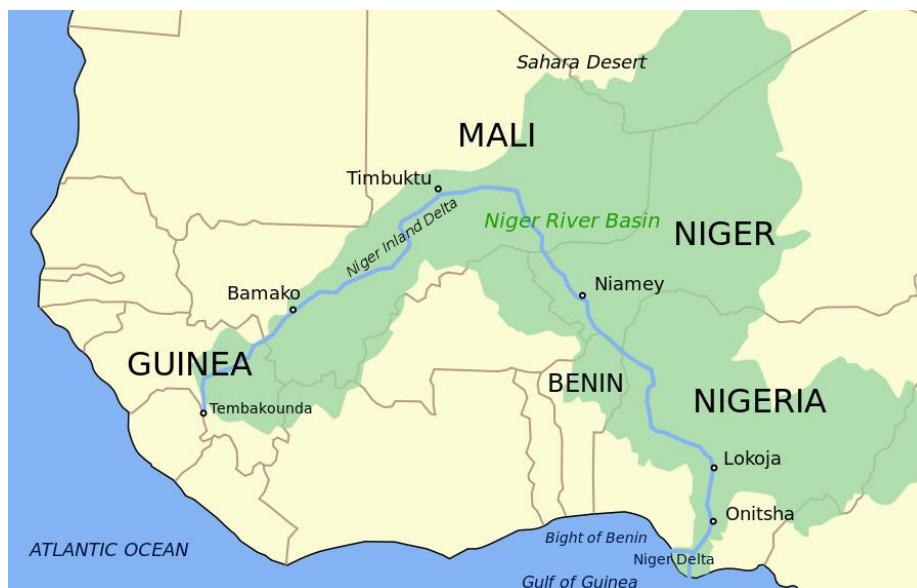 Sahara Desert
MALI
Timbuktu
Niger Inland Delta
Niger River Basin
NIGER
Bamako
Niamey
GUINEA
BENIN
NIGERIA
Tembakounda
Lokoja
Onitsha
Bight of Benin
ATLANTIC OCEAN
Niger Delta
Gulf of Guinea